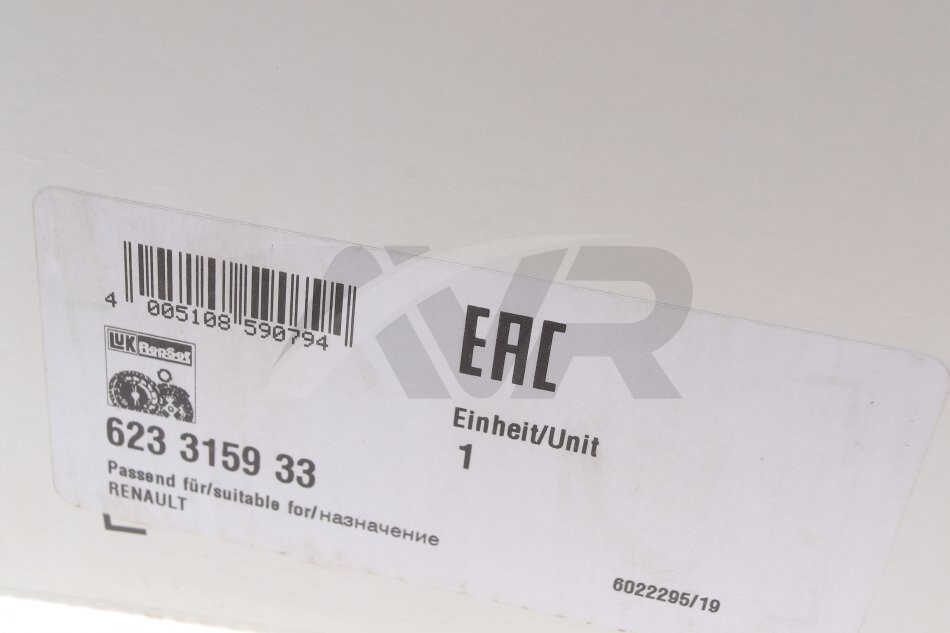 AVR
4 005108 590794
EAC
LUK RepSet
Einheit/Unit
1
623 3159 33
Passend für/suitable for/назначение
RENAULT
6022295/19